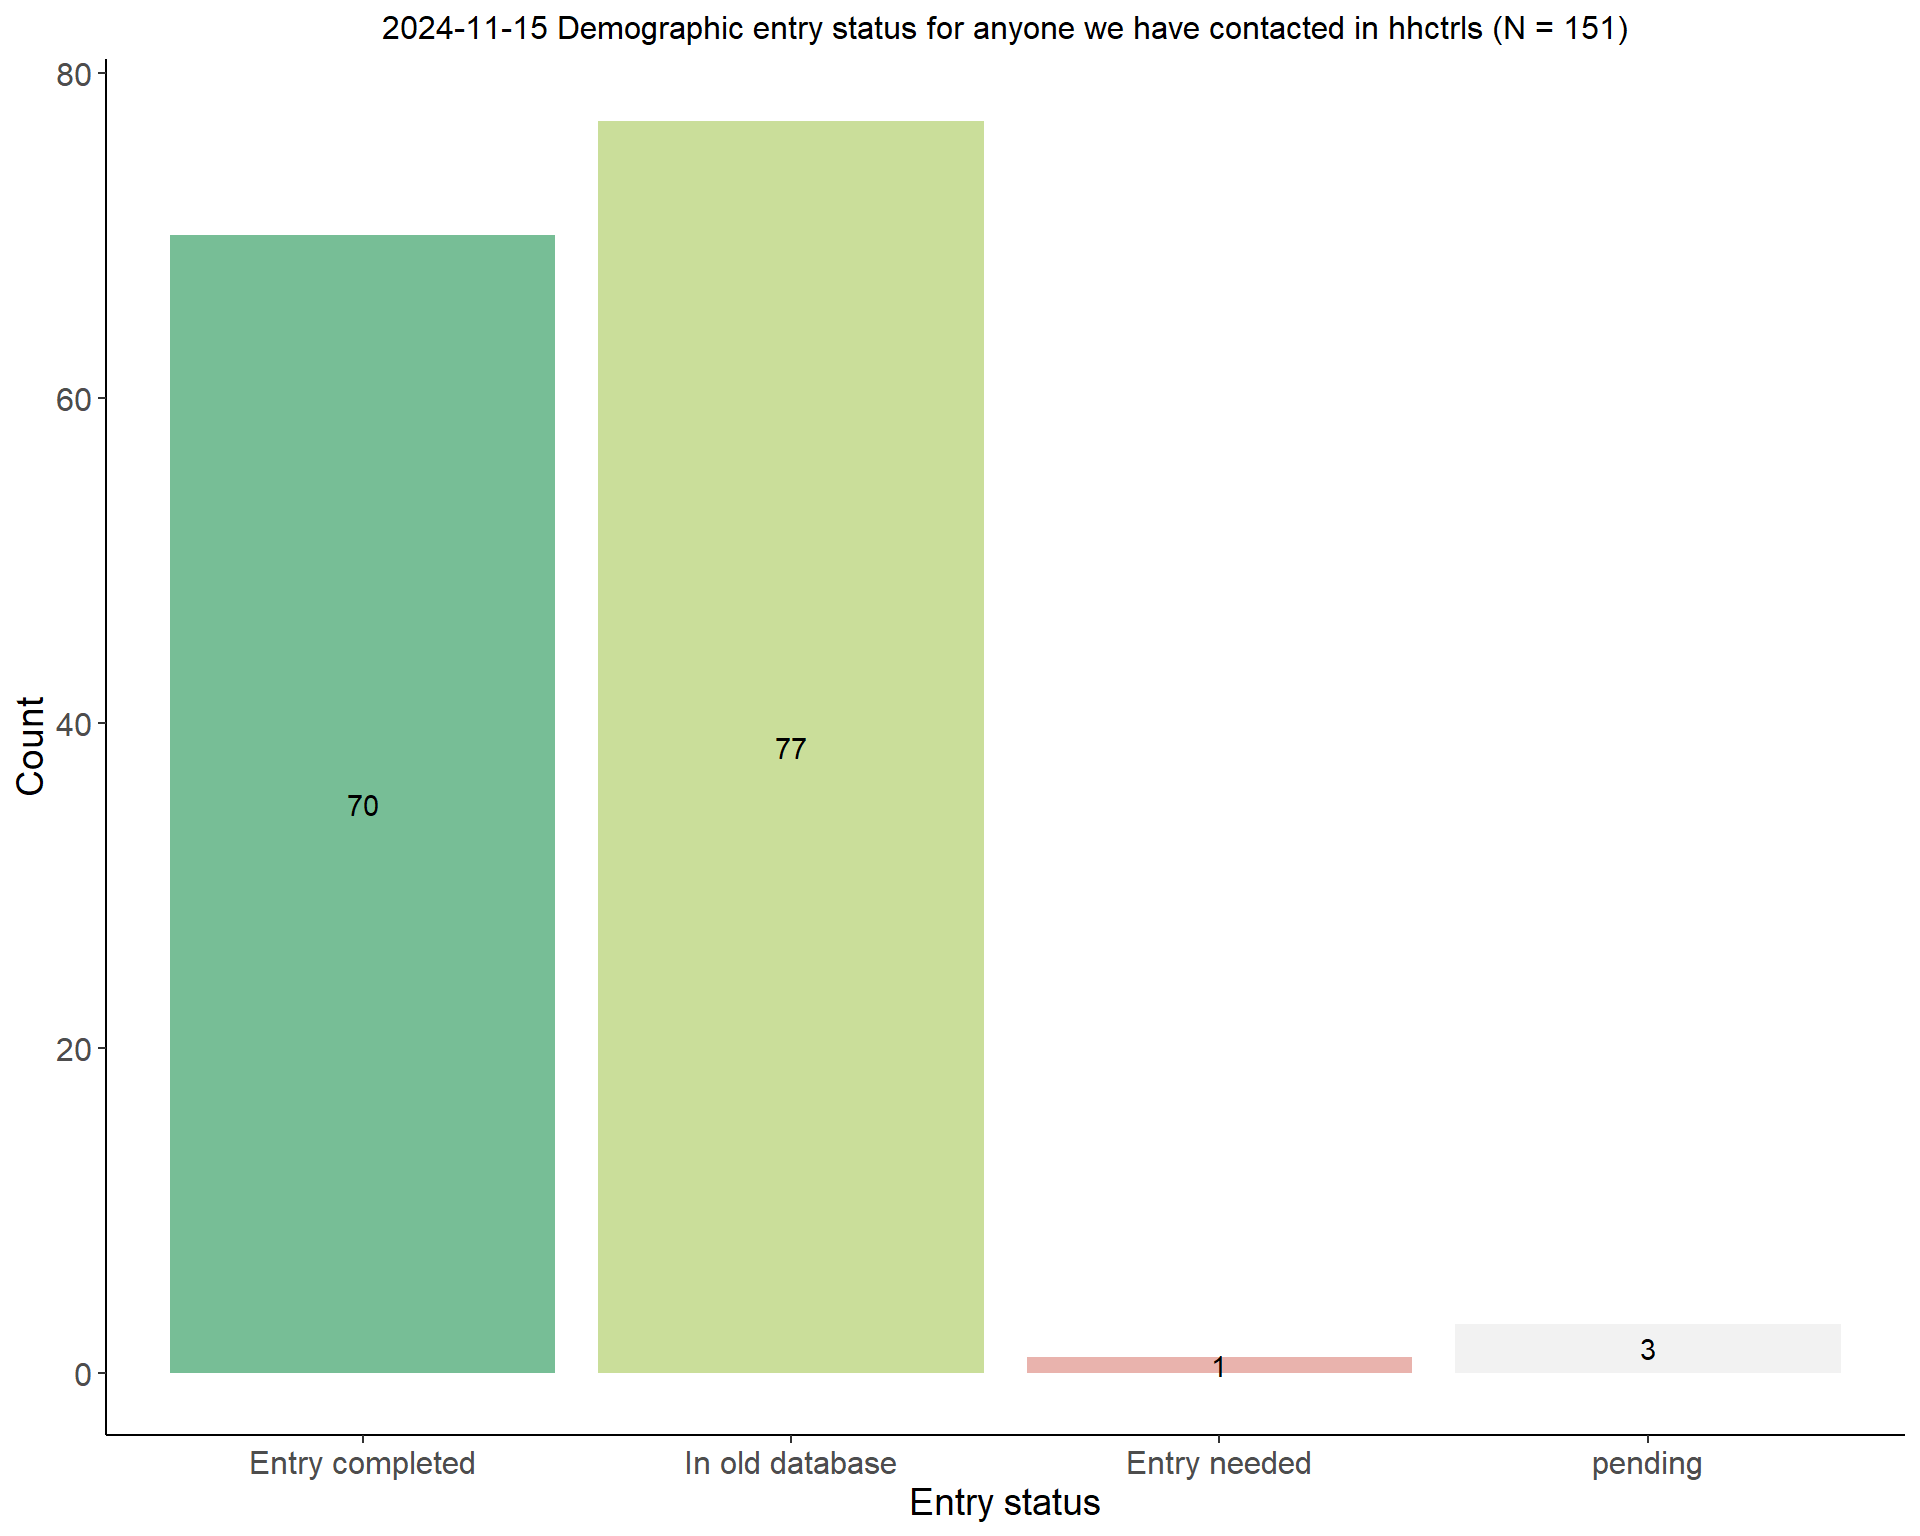 2024-11-15 Demographic entry status for anyone we have contacted in hhctrls (N = 151)
80
60
40
20
0
Count
70
77
1
3
Entry completed
In old database
Entry needed
pending
Entry status